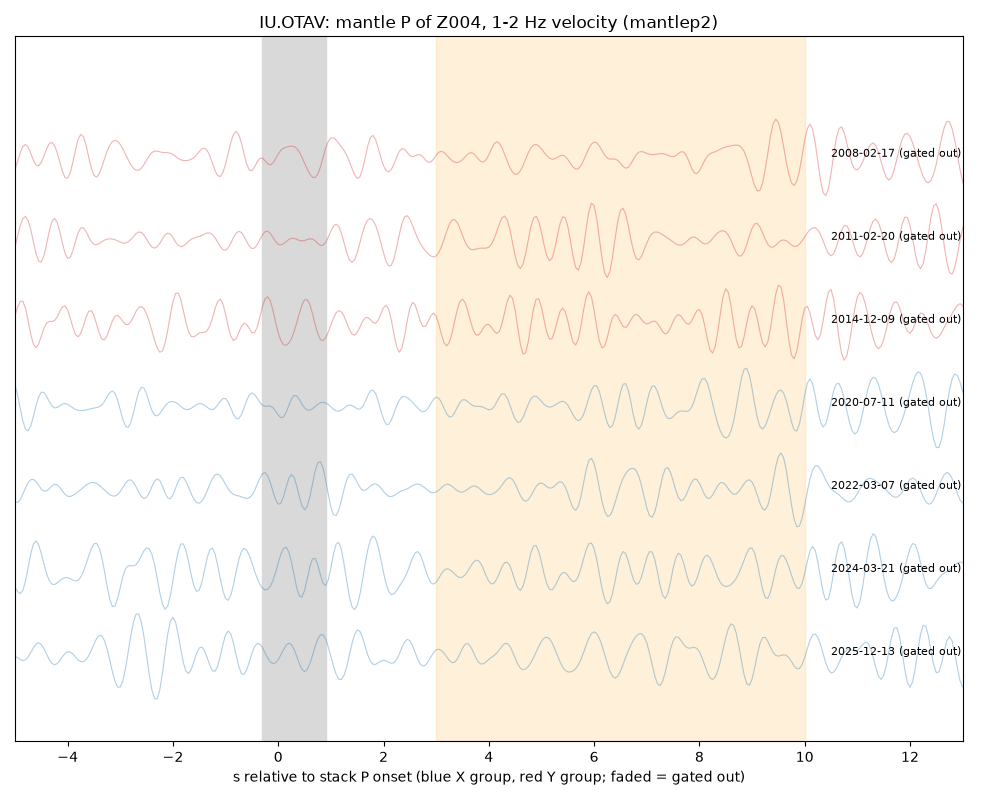 IU.OTAV: mantle P of Z004, 1-2 Hz velocity (mantlep2)
2008-02-17 (gated out)
2011-02-20 (gated out)
2014-12-09 (gated out)
2020-07-11 (gated out)
2022-03-07 (gated out)
2024-03-21 (gated out)
2025-12-13 (gated out)
−4 −2 0 2 4 6 8 10 12
s relative to stack P onset (blue X group, red Y group; faded = gated out)